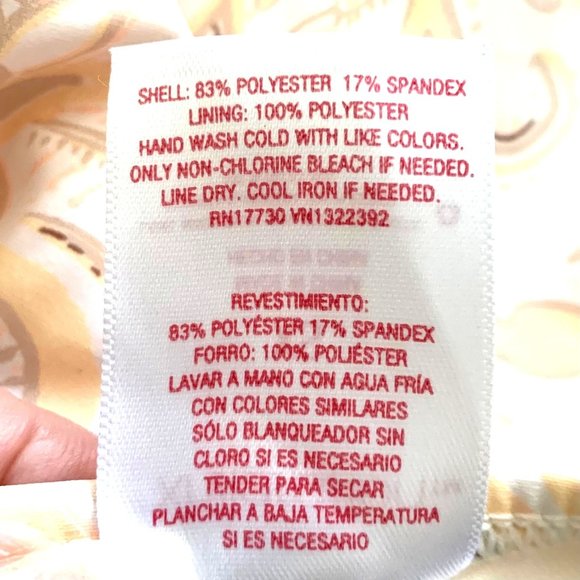 SHELL: 83% POLYESTER 17% SPANDEX
LINING: 100% POLYESTER
HAND WASH COLD WITH LIKE COLORS.
ONLY NON-CHLORINE BLEACH IF NEEDED.
LINE DRY. COOL IRON IF NEEDED.
RN17730 VN1322392
REVESTIMIENTO:
83% POLYÉSTER 17% SPANDEX
FORRO: 100% POLIÉSTER
LAVAR A MANO CON AGUA FRÍA
CON COLORES SIMILARES
SÓLO BLANQUEADOR SIN
CLORO SI ES NECESARIO
TENDER PARA SECAR
PLANCHAR A BAJA TEMPERATURA
SI ES NECESARIO